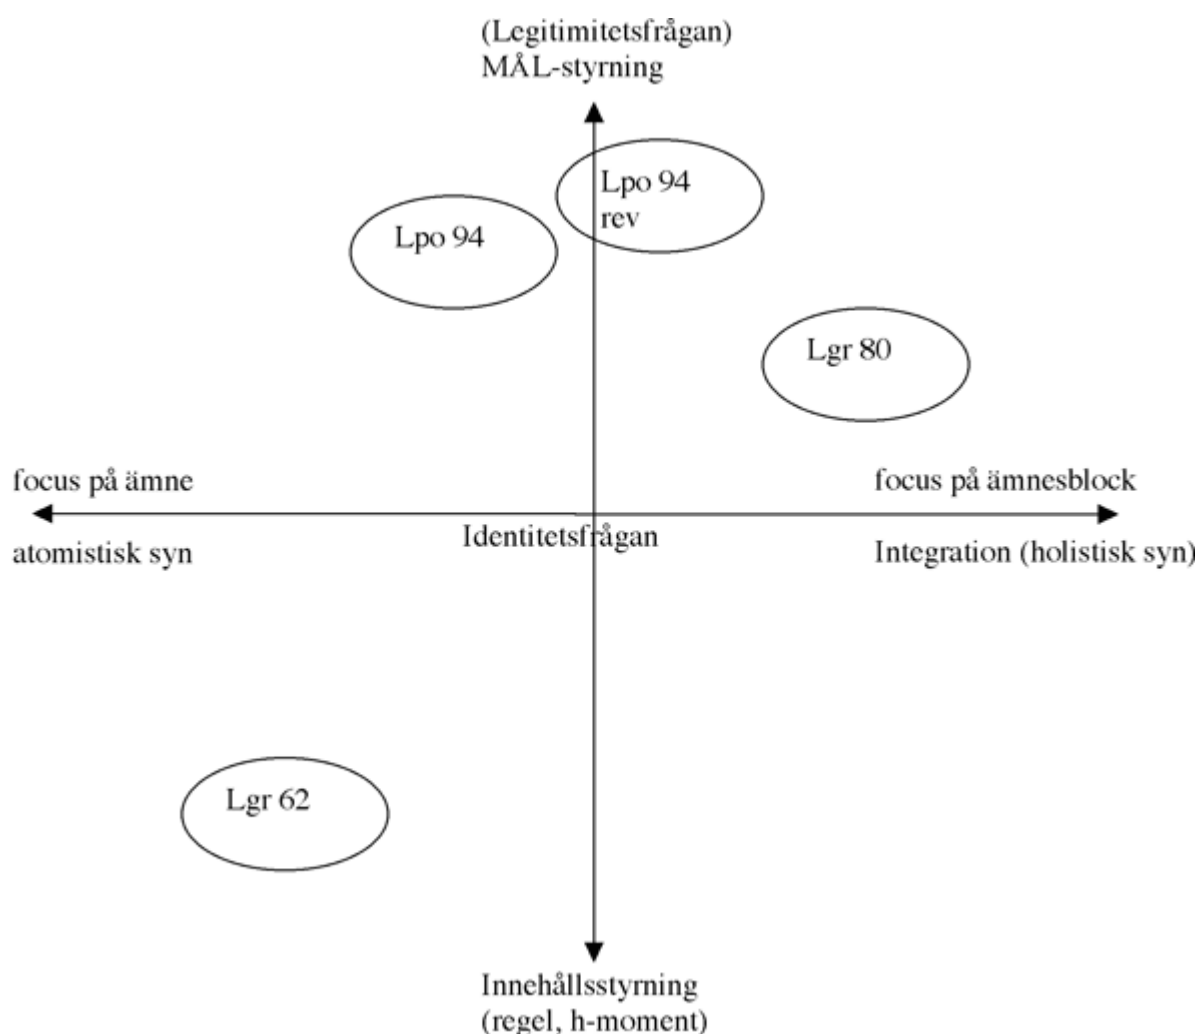 (Legitimitetsfrågan)
MÅL-styrning
Lpo 94
rev
Lpo 94
Lgr 80
focus på ämne
focus på ämnesblock
Identitetsfrågan
atomistisk syn
Integration (holistisk syn)
Lgr 62
Innehållsstyrning
(regel, h-moment)